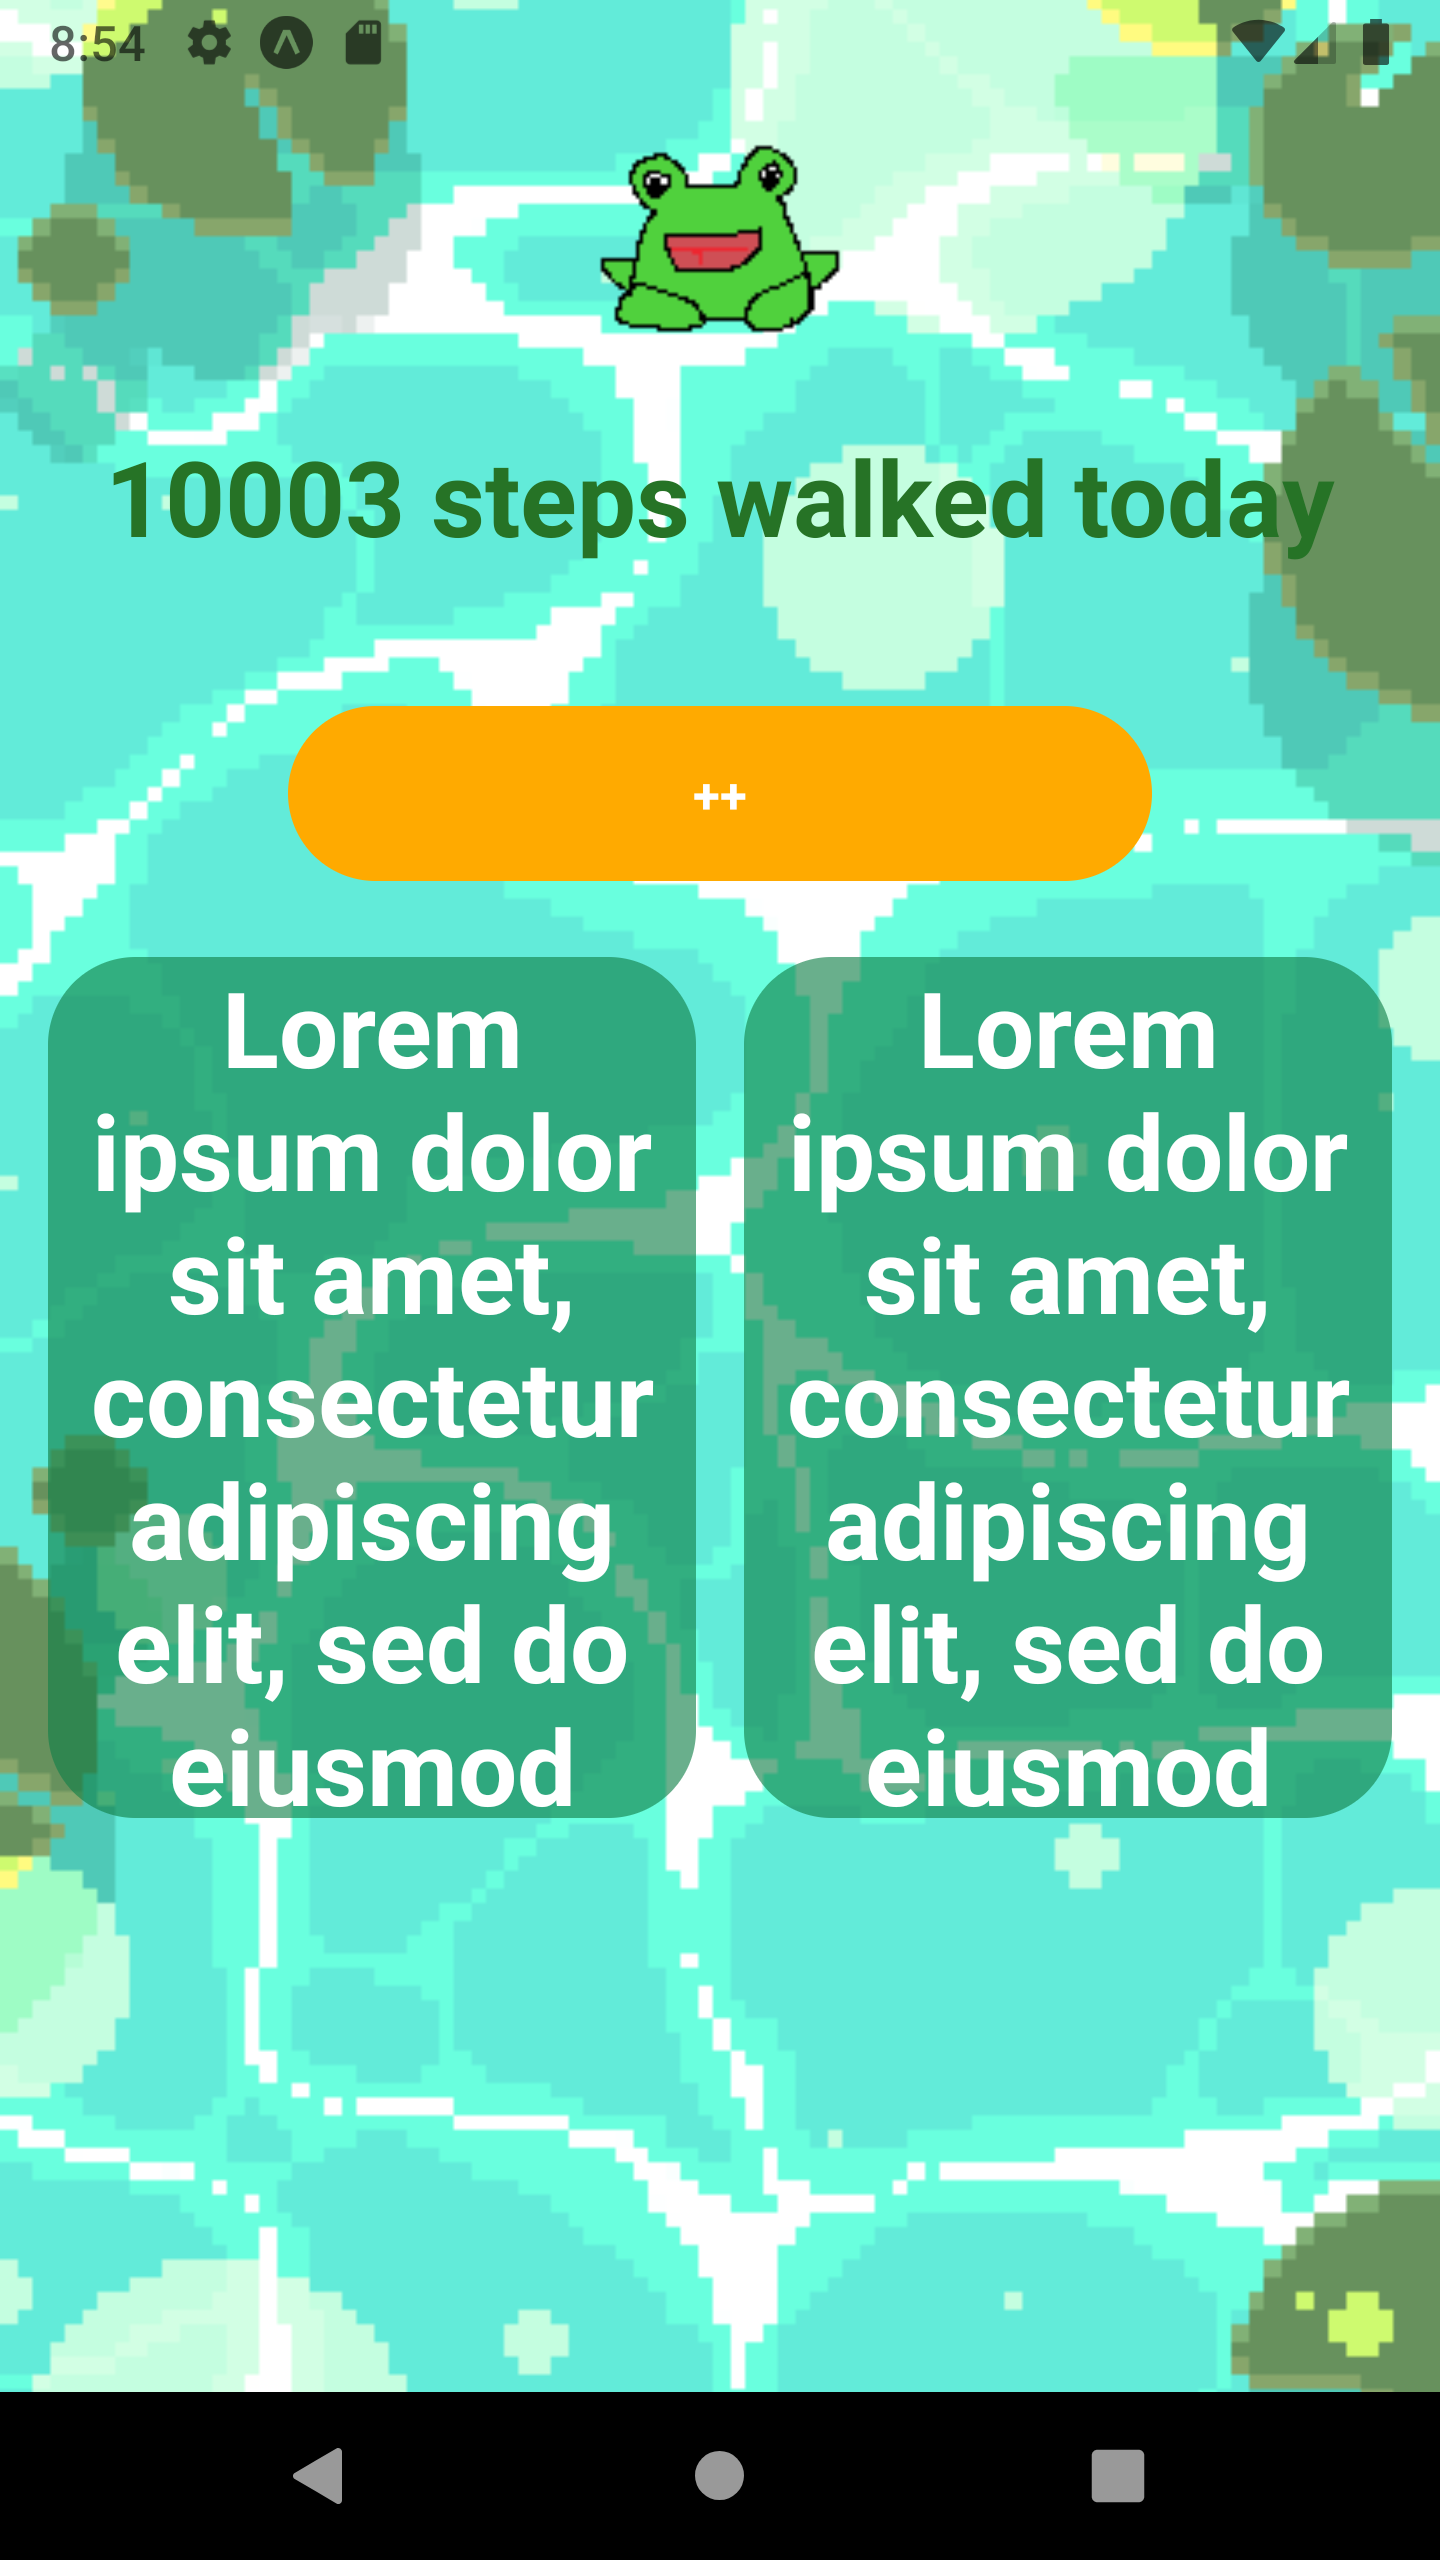 8:54
10003 steps walked today
++
Lorem
ipsum dolor
sit amet,
consectetur
adipiscing
elit, sed do
eiusmod
Lorem
ipsum dolor
sit amet,
consectetur
adipiscing
elit, sed do
eiusmod